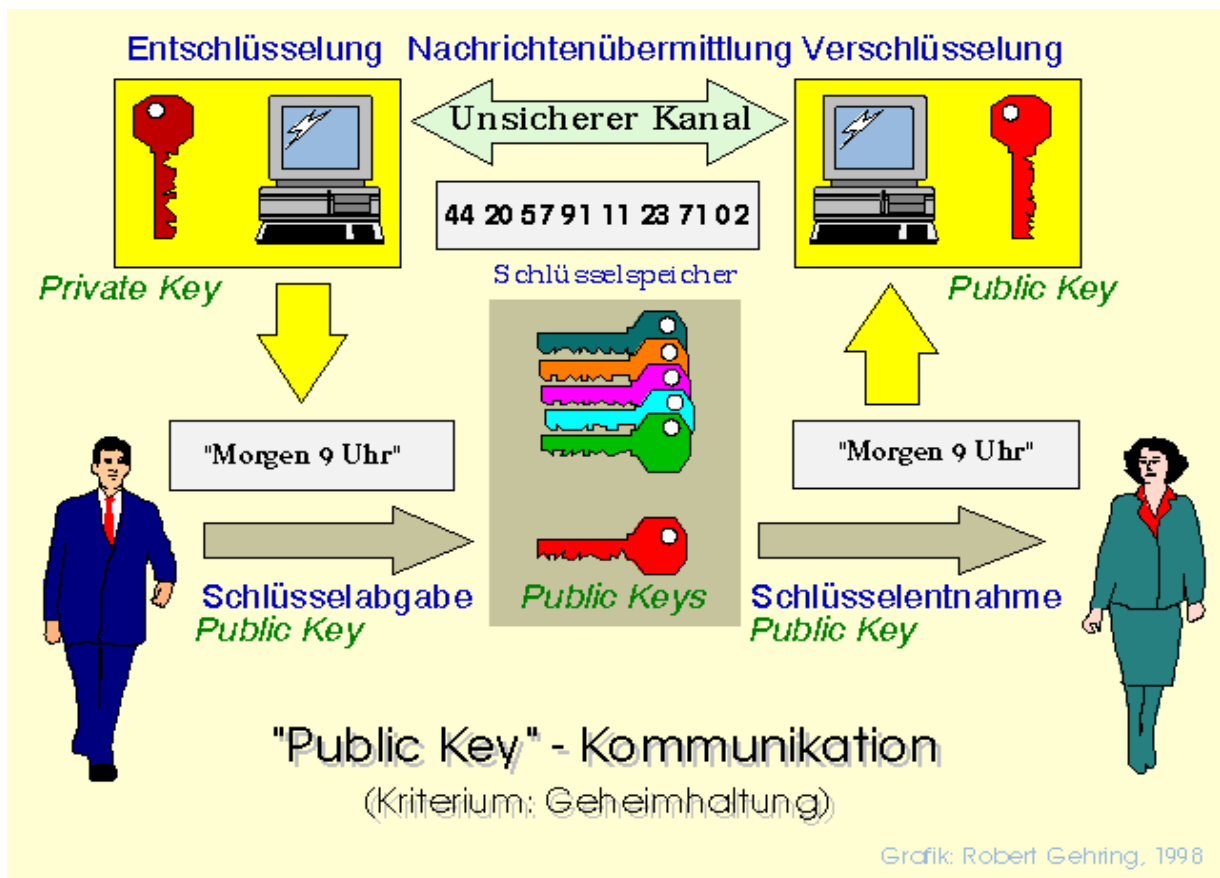 Entschlüsselung Nachrichtenübermittlung Verschlüsselung
Unsicherer Kanal
44 20 57 91 11 23 71 02
Schlüsselspeicher
Private Key
Public Key
"Morgen 9 Uhr"
"Morgen 9 Uhr"
Schlüsselabgabe
Public Key
Public Keys
Schlüsselentnahme
Public Key
"Public Key" - Kommunikation
(Kriterium: Geheimhaltung)
Grafik: Robert Gehring, 1998